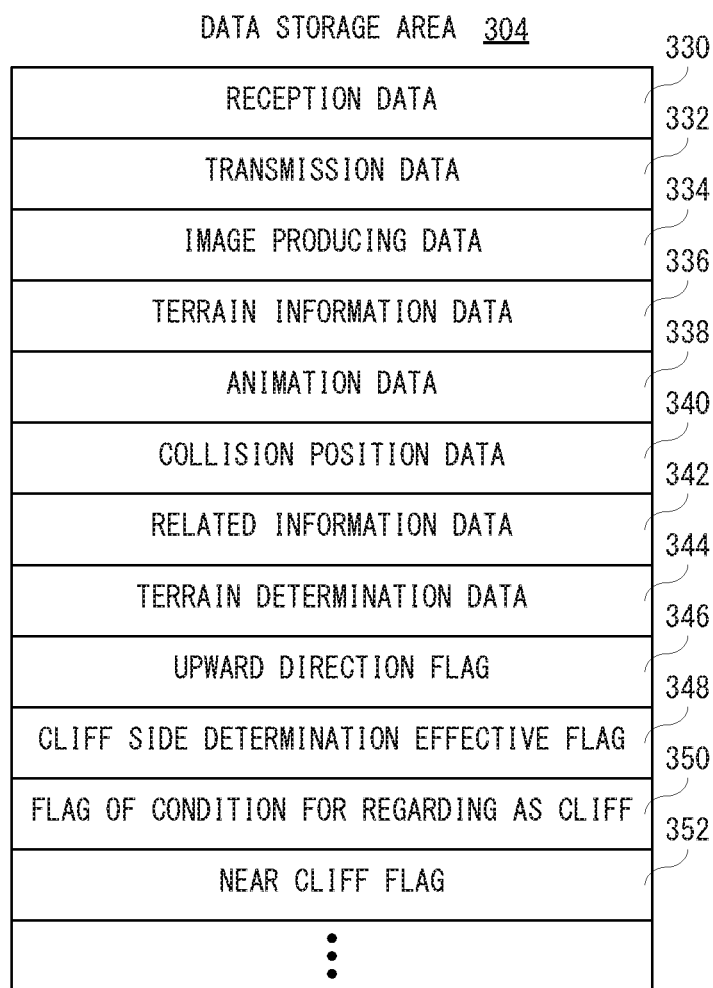 DATA STORAGE AREA 304
330
RECEPTION DATA
332
TRANSMISSION DATA
334
IMAGE PRODUCING DATA
336
TERRAIN INFORMATION DATA
338
ANIMATION DATA
340
COLLISION POSITION DATA
342
RELATED INFORMATION DATA
344
TERRAIN DETERMINATION DATA
346
UPWARD DIRECTION FLAG
348
CLIFF SIDE DETERMINATION EFFECTIVE FLAG
350
FLAG OF CONDITION FOR REGARDING AS CLIFF
352
NEAR CLIFF FLAG